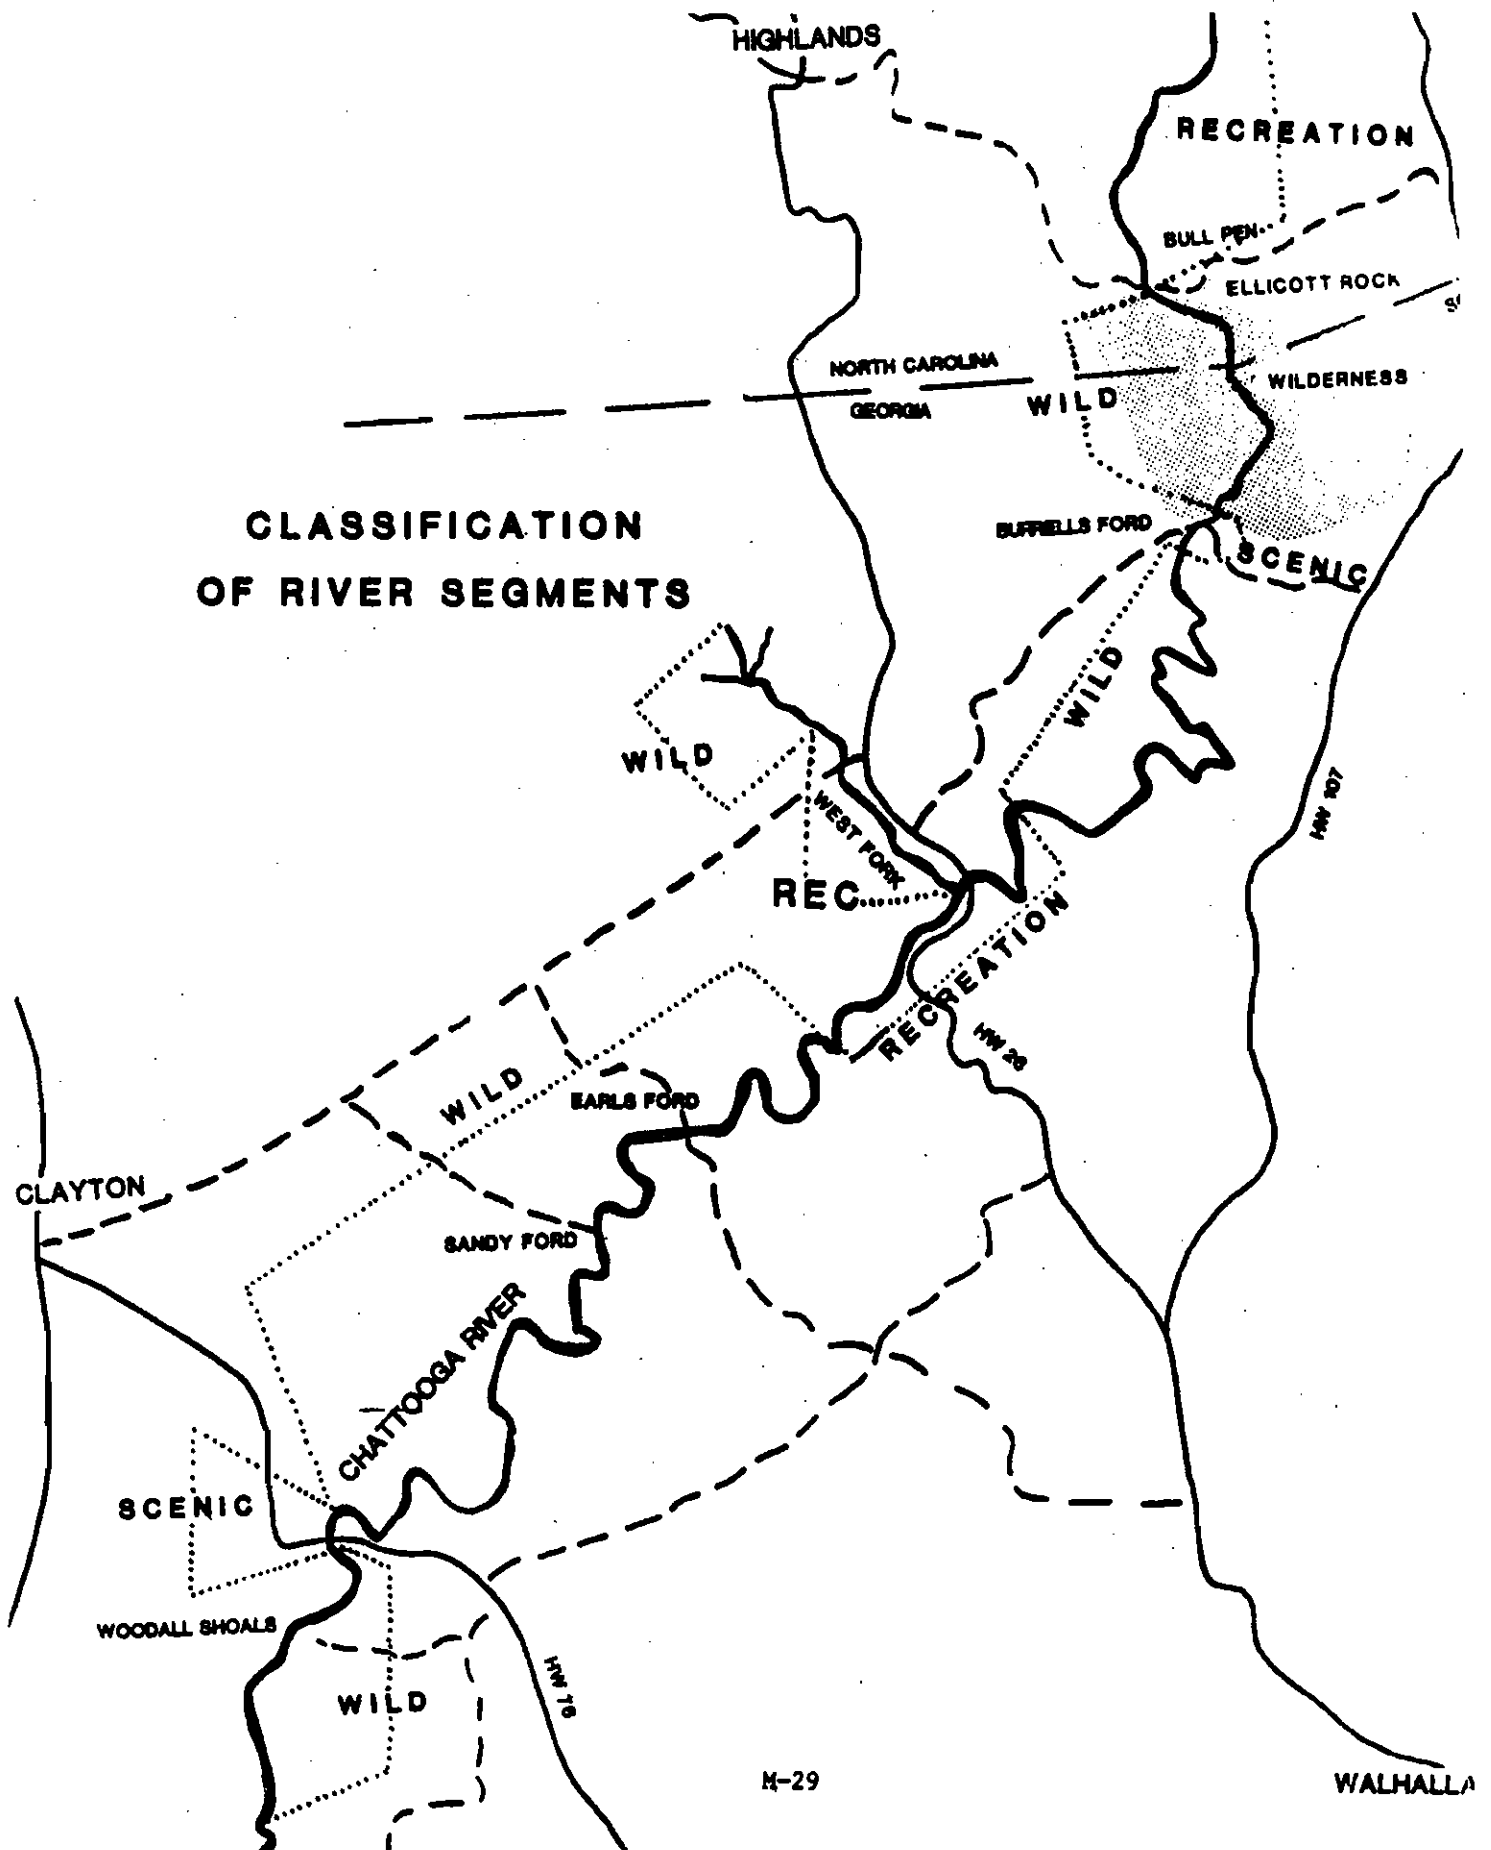 HIGHLANDS
RECREATION
BULL PEN
ELLICOTT ROCK
NORTH CAROLINA
WILDERNESS
GEORGIA
WILD
CLASSIFICATION
OF RIVER SEGMENTS
BURRELLS FORD
SCENIC
WILD
WILD
HW 107
WEST FORK
REC
RECREATION
HW 28
WILD
EARLS FORD
CLAYTON
SANDY FORD
CHATTOOGA RIVER
SCENIC
WOODALL SHOALS
HW 76
WILD
M-29
WALHALLA